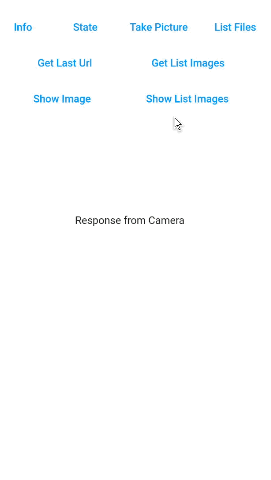 Info State Take Picture List Files
Get Last Url Get List Images
Show Image Show List Images
Response from Camera